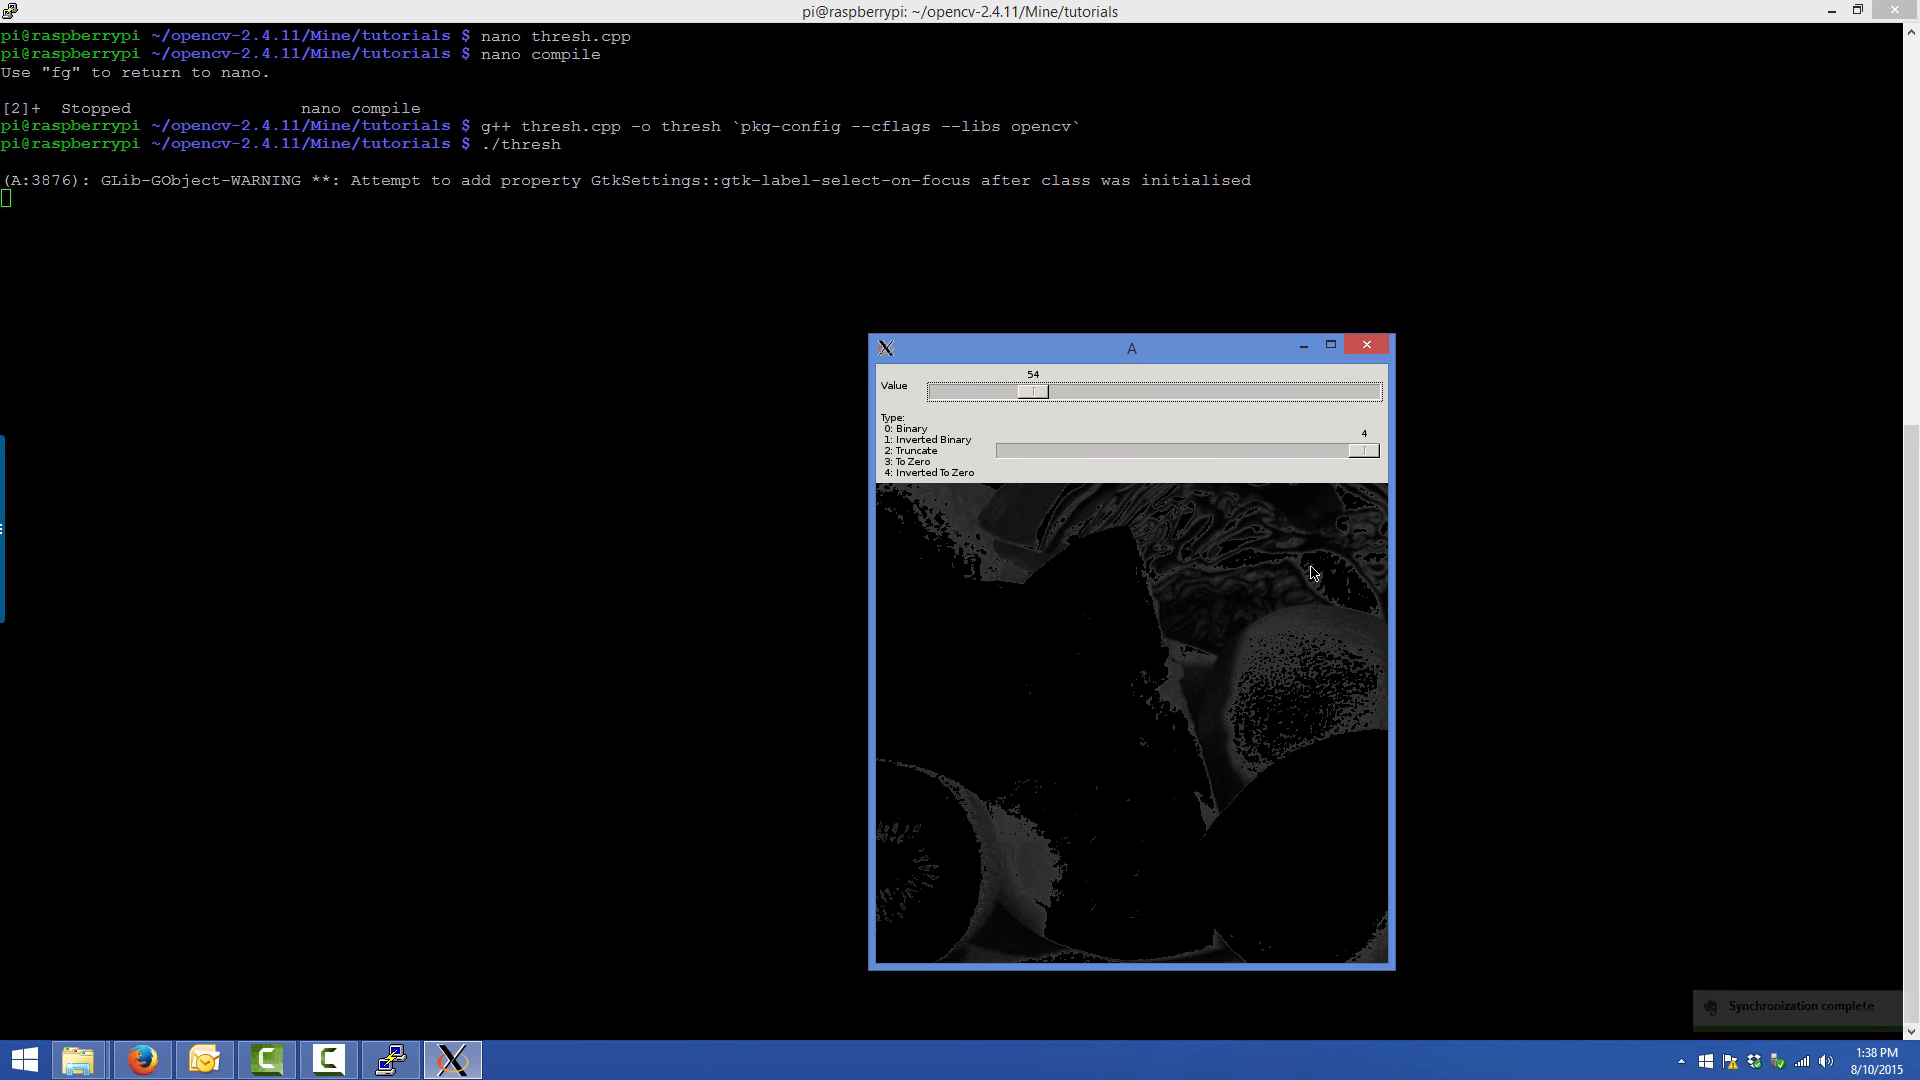 pi@raspberrypi: ~/opencv-2.4.11/Mine/tutorials
pi@raspberrypi ~/opencv-2.4.11/Mine/tutorials $ nano thresh.cpp
pi@raspberrypi ~/opencv-2.4.11/Mine/tutorials $ nano compile
Use "fg" to return to nano.
[2]+  Stopped                 nano compile
pi@raspberrypi ~/opencv-2.4.11/Mine/tutorials $ g++ thresh.cpp -o thresh `pkg-config --cflags --libs opencv`
pi@raspberrypi ~/opencv-2.4.11/Mine/tutorials $ ./thresh
(A:3876): GLib-GObject-WARNING **: Attempt to add property GtkSettings::gtk-label-select-on-focus after class was initialised
A
54
Value
Type:
0: Binary
1: Inverted Binary
2: Truncate
3: To Zero
4: Inverted To Zero
4
Synchronization complete
1:38 PM
8/10/2015